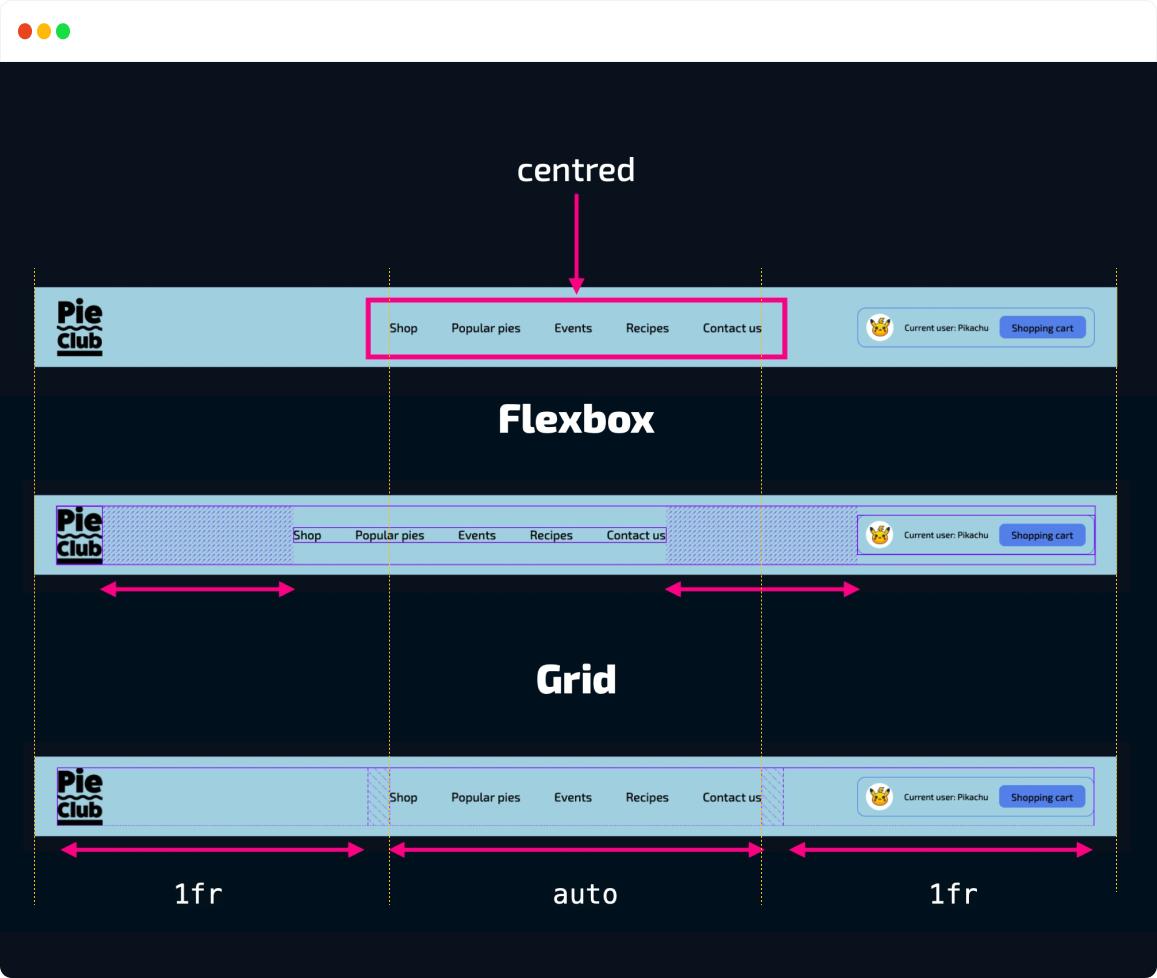 centred
Pie
Club
Shop Popular pies Events Recipes Contact us
Current user: Pikachu Shopping cart
Flexbox
Pie
Club
Shop Popular pies Events Recipes Contact us
Current user: Pikachu Shopping cart
Grid
Pie
Club
Shop Popular pies Events Recipes Contact us
Current user: Pikachu Shopping cart
1fr auto 1fr